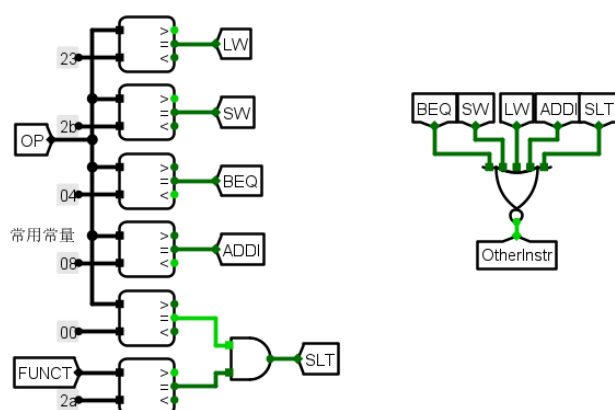 >
=
<
LW
23
>
=
<
SW
2b
OP
>
=
<
BEQ
04
常用常量
>
=
<
ADDI
08
>
=
<
00
SLT
FUNCT
>
=
<
2a
BEQ SW LW ADDI SLT
OtherInstr